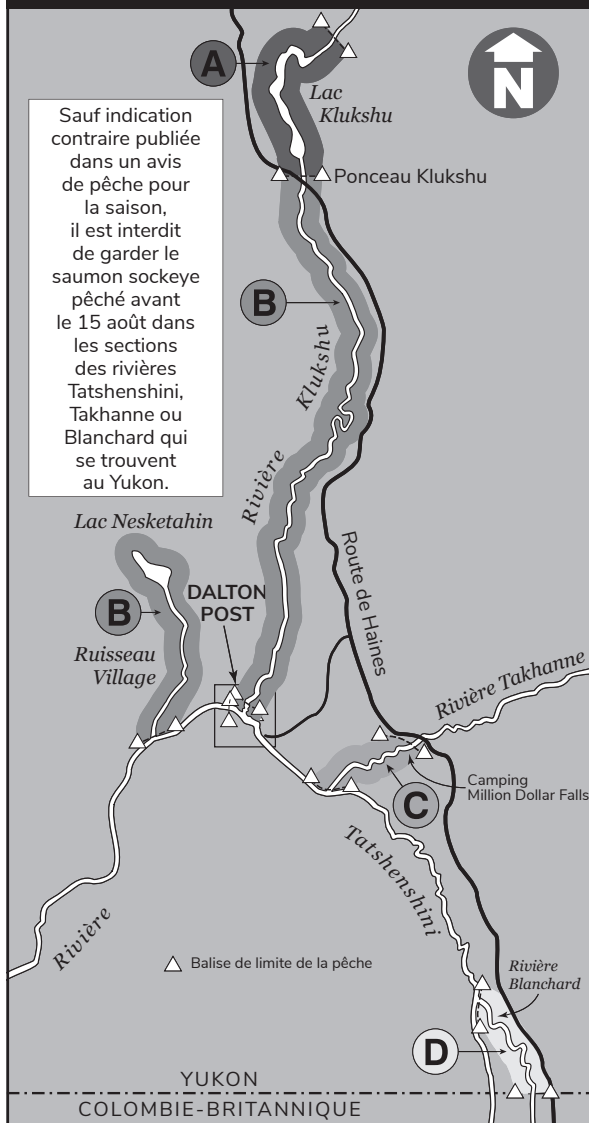 N
A
Lac
Klukshu
Sauf indication
contraire publiée
dans un avis
de pêche pour
la saison,
il est interdit
de garder le
saumon sockeye
pêché avant
le 15 août dans
les sections
des rivières
Tatshenshini,
Takhanne ou
Blanchard qui
se trouvent
au Yukon.
Ponceau Klukshu
B
Rivière Klukshu
Lac Nesketahin
DALTON
POST
B
Ruisseau
Village
Route de Haines
Rivière Takhanne
Camping
Million Dollar Falls
C
Rivière Tatshenshini
Balise de limite de la pêche
Rivière
Blanchard
D
YUKON
COLOMBIE-BRITANNIQUE